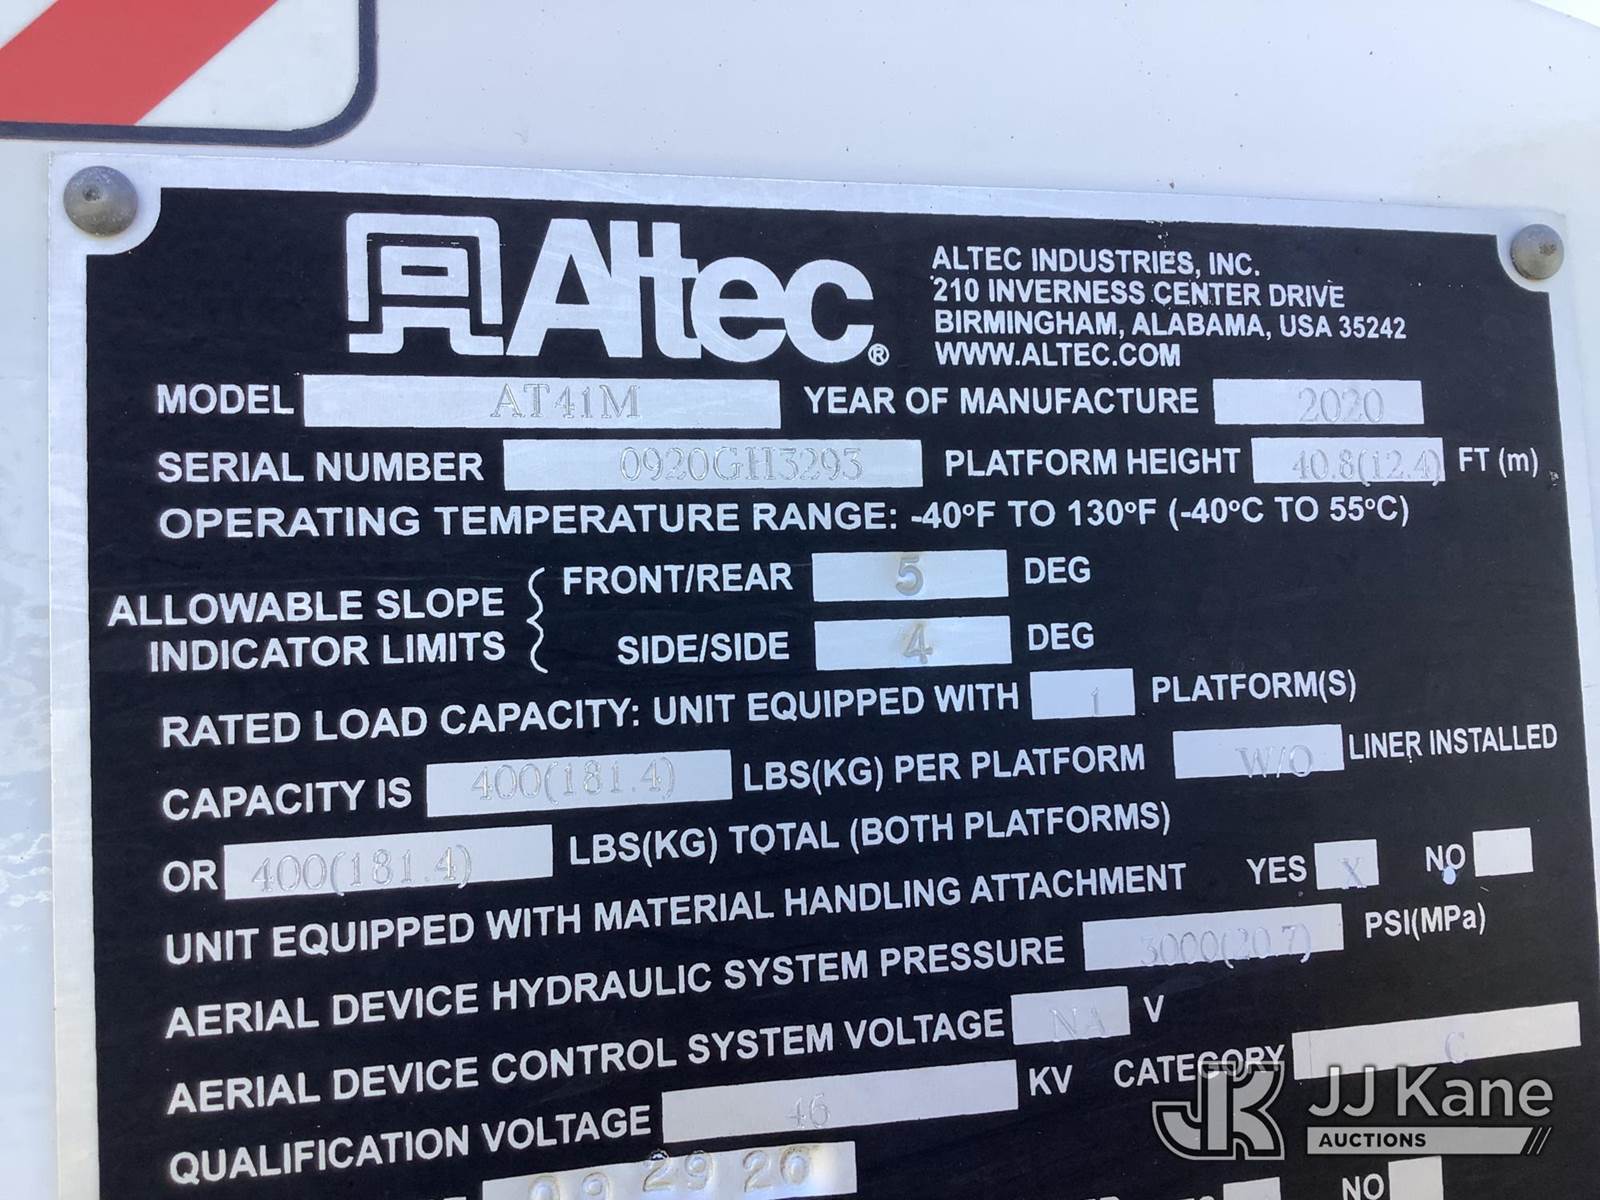 Altec®
ALTEC INDUSTRIES, INC.
210 INVERNESS CENTER DRIVE
BIRMINGHAM, ALABAMA, USA 35242
WWW.ALTEC.COM
MODEL AT41M YEAR OF MANUFACTURE 2020
SERIAL NUMBER 0920GH3293 PLATFORM HEIGHT 40.8(12.4) FT (m)
OPERATING TEMPERATURE RANGE: -40ºF TO 130ºF (-40ºC TO 55ºC)
ALLOWABLE SLOPE INDICATOR LIMITS
FRONT/REAR 5 DEG
SIDE/SIDE 4 DEG
RATED LOAD CAPACITY: UNIT EQUIPPED WITH 1 PLATFORM(S)
CAPACITY IS 400(181.4) LBS(KG) PER PLATFORM W/O LINER INSTALLED
OR 400(181.4) LBS(KG) TOTAL (BOTH PLATFORMS)
UNIT EQUIPPED WITH MATERIAL HANDLING ATTACHMENT YES X NO
AERIAL DEVICE HYDRAULIC SYSTEM PRESSURE 3000(20.7) PSI(MPa)
AERIAL DEVICE CONTROL SYSTEM VOLTAGE NA V
QUALIFICATION VOLTAGE 46 KV CATEGORY C
09 29 20
NO
JJ Kane
AUCTIONS